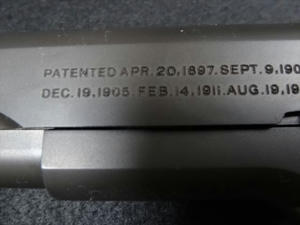 PATENTED APR. 20,1897. SEPT. 9,190
DEC. 19,1905. FEB. 14,1911. AUG. 19,19